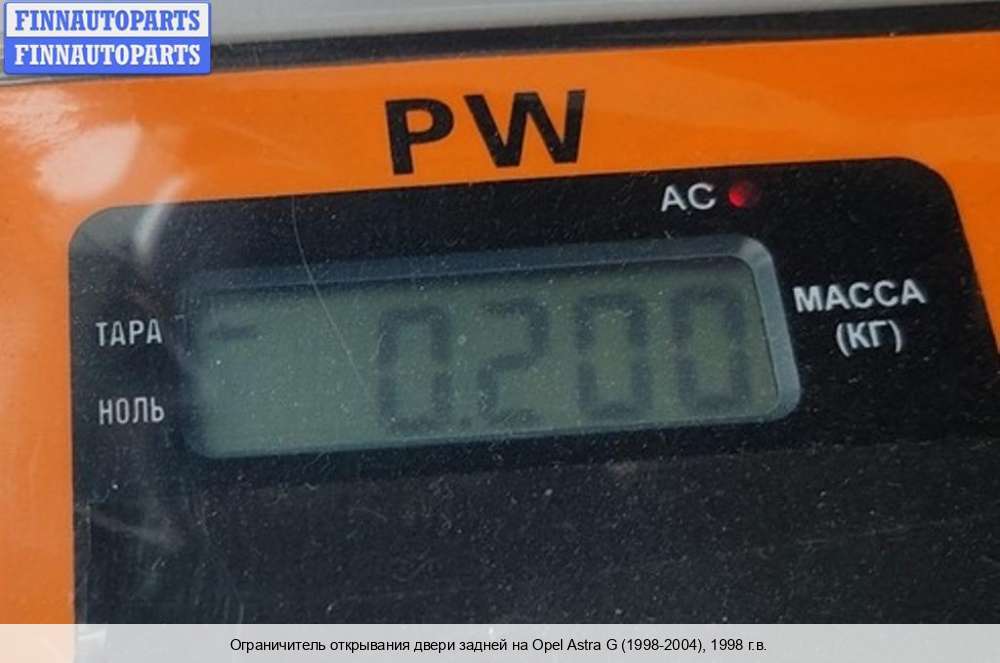 FINNAUTOPARTS
FINNAUTOPARTS
PW
AC
МАССА
(КГ)
ТАРА
0.200
НОЛЬ
Ограничитель открывания двери задней на Opel Astra G (1998-2004), 1998 г.в.